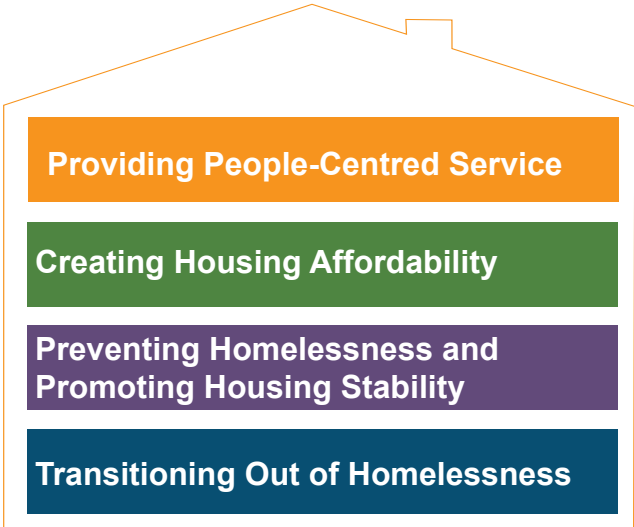 Providing People-Centred Service
Creating Housing Affordability
Preventing Homelessness and
Promoting Housing Stability
Transitioning Out of Homelessness